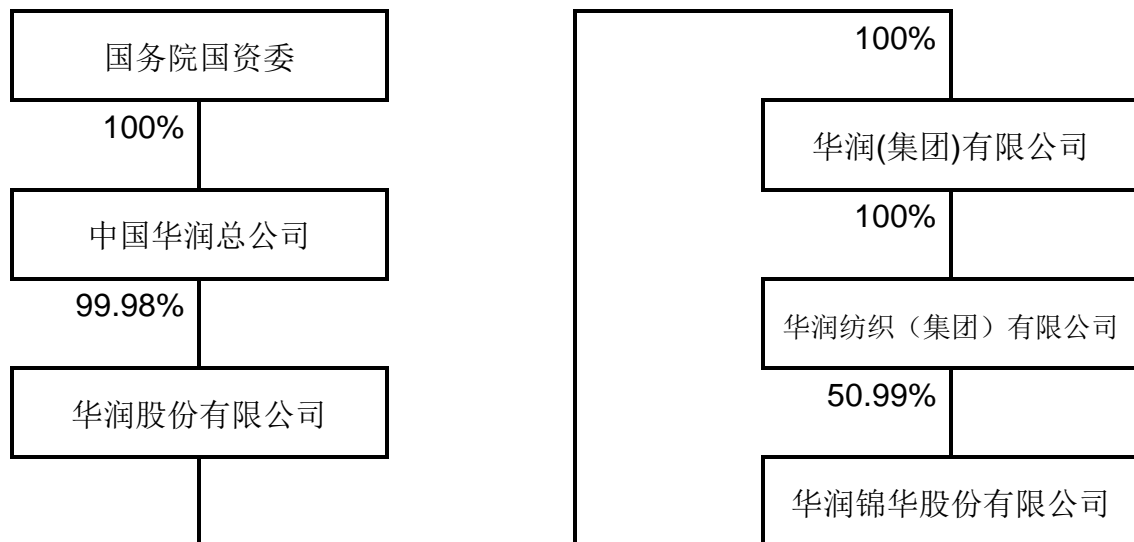 国务院国资委
100%
中国华润总公司
99.98%
华润股份有限公司
100%
华润(集团)有限公司
100%
华润纺织（集团）有限公司
50.99%
华润锦华股份有限公司